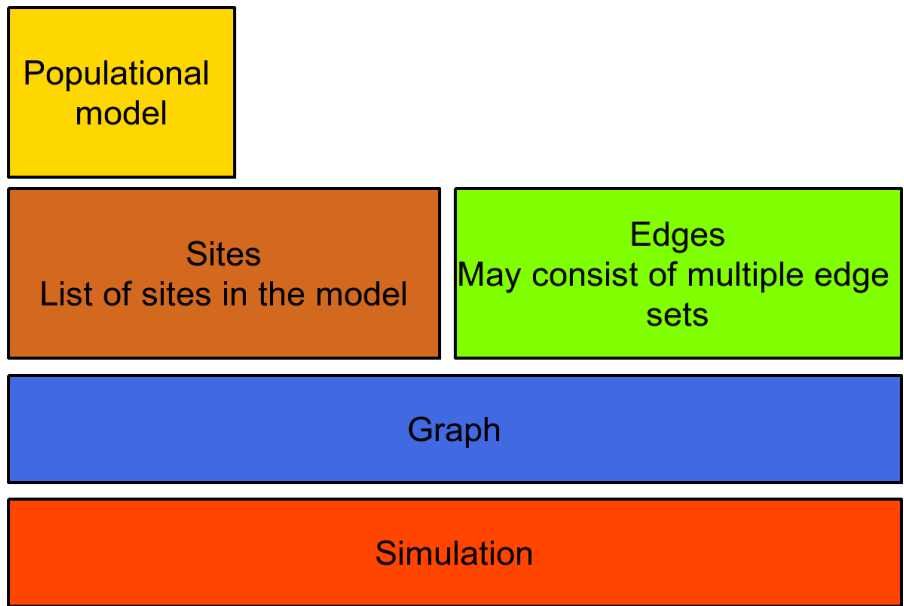 Populational
model
Sites
List of sites in the model
Edges
May consist of multiple edge
sets
Graph
Simulation